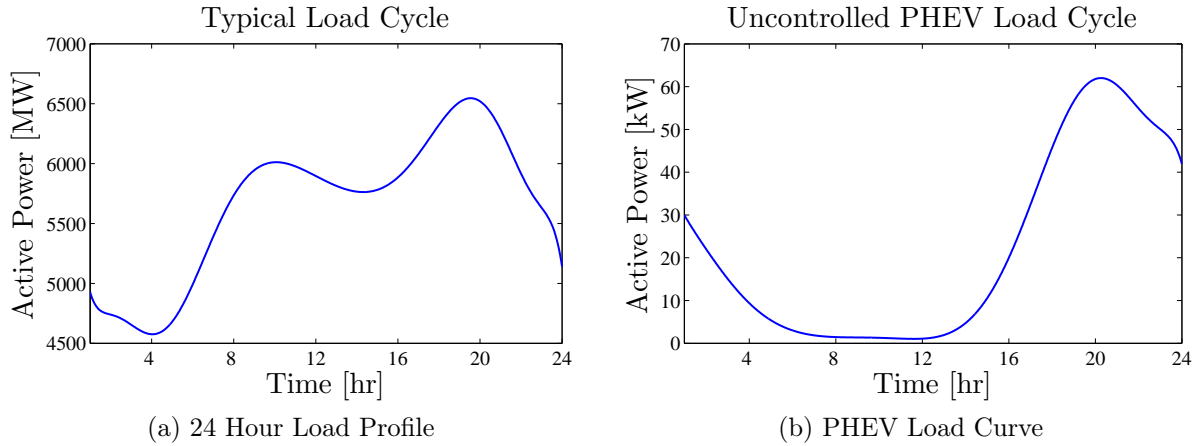 Typical Load Cycle
7000
6500
6000
5500
5000
4500
Active Power [MW]
4 8 12 16 20 24
Time [hr]
(a) 24 Hour Load Profile
Uncontrolled PHEV Load Cycle
70
60
50
40
30
20
10
0
Active Power [kW]
4 8 12 16 20 24
Time [hr]
(b) PHEV Load Curve